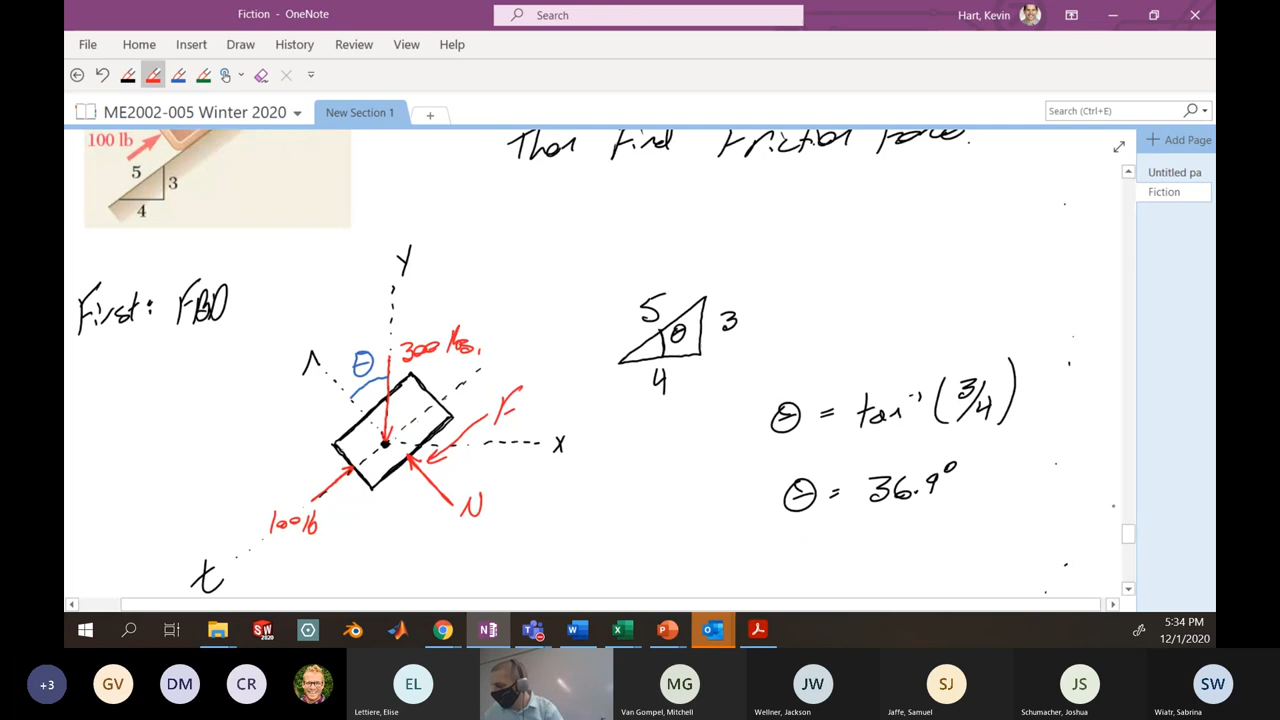 Fiction - OneNote
Search
Hart, Kevin
File Home Insert Draw History Review View Help
ME2002-005 Winter 2020
New Section 1
Search (Ctrl+E)
Add Page
Untitled pa
Fiction
100 lb
5
3
4
Then Find Friction Force.
First: FBD
y
n
θ
300 lbs.
F
x
N
100 lb
t
5
θ
3
4
θ = tan⁻¹ (3/4)
θ = 36.9°
5:34 PM
12/1/2020
+3
GV
DM
CR
EL
Lettiere, Elise
MG
Van Gompel, Mitchell
JW
Wellner, Jackson
SJ
Jaffe, Samuel
JS
Schumacher, Joshua
SW
Wiatr, Sabrina